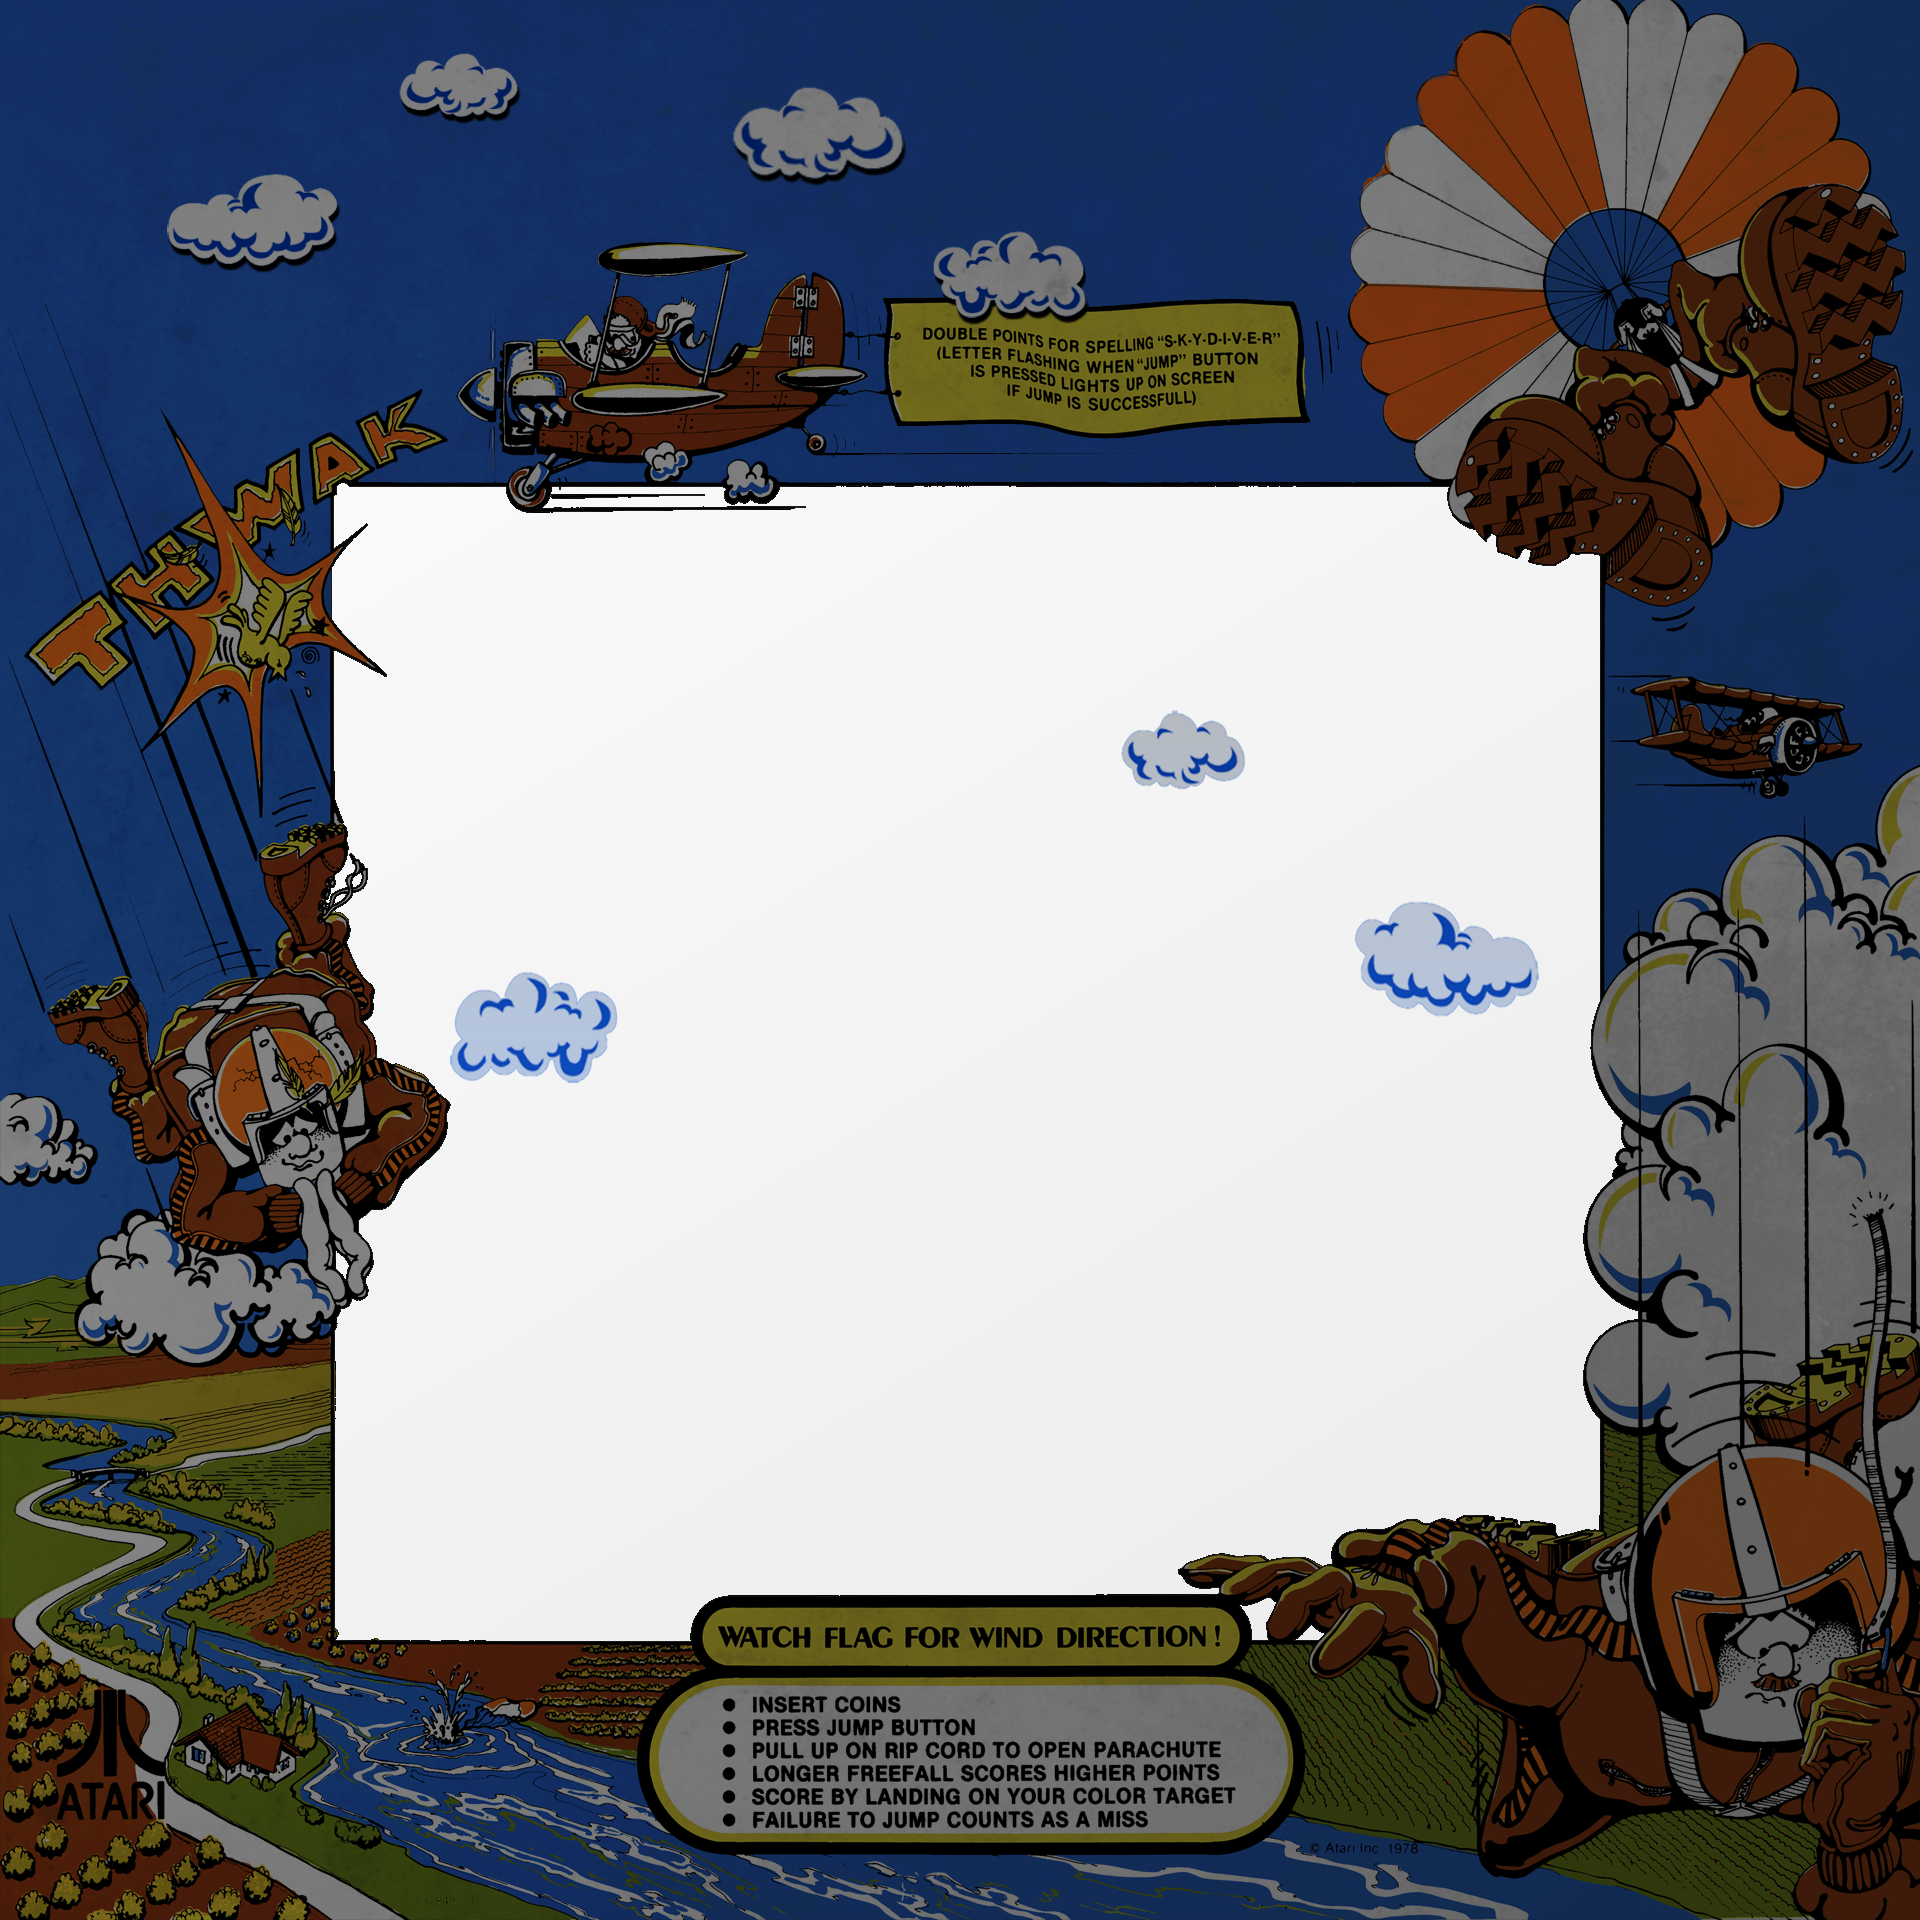 DOUBLE POINTS FOR SPELLING “S-K-Y-D-I-V-E-R”
(LETTER FLASHING WHEN “JUMP” BUTTON
IS PRESSED LIGHTS UP ON SCREEN
IF JUMP IS SUCCESSFULL)
THWAK
WATCH FLAG FOR WIND DIRECTION!
● INSERT COINS
● PRESS JUMP BUTTON
● PULL UP ON RIP CORD TO OPEN PARACHUTE
● LONGER FREEFALL SCORES HIGHER POINTS
● SCORE BY LANDING ON YOUR COLOR TARGET
● FAILURE TO JUMP COUNTS AS A MISS
ATARI
© Atari Inc 1978